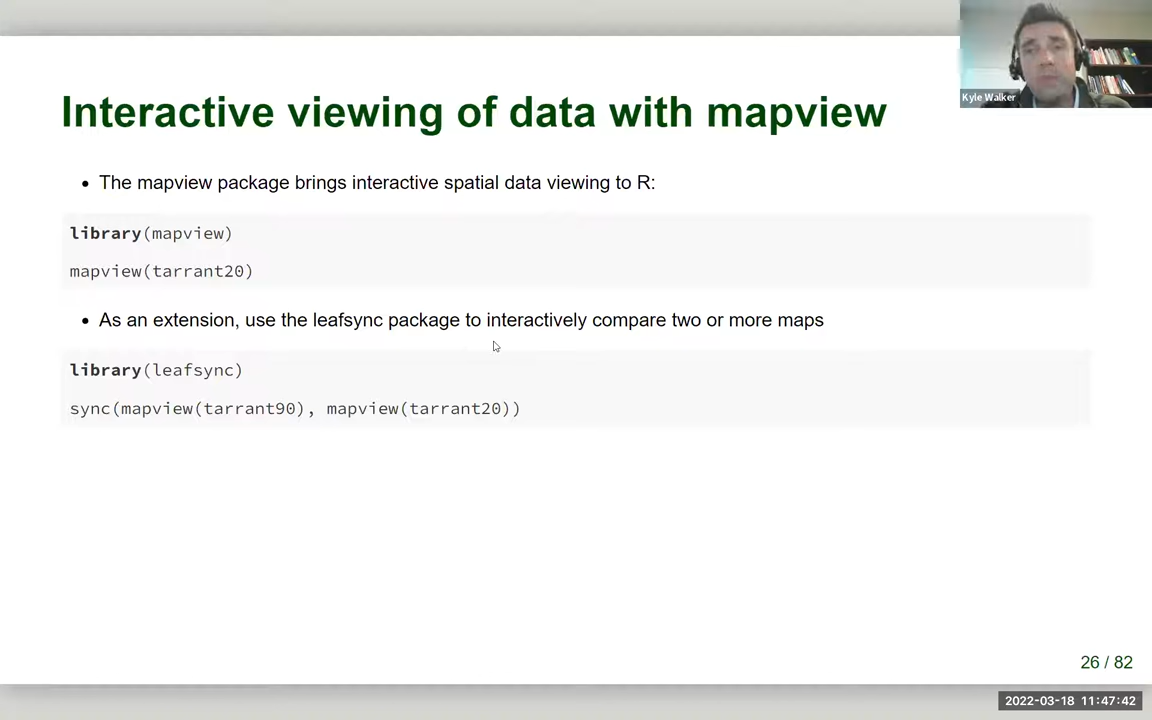 Interactive viewing of data with mapview
Kyle Walker
• The mapview package brings interactive spatial data viewing to R:
library(mapview)
mapview(tarrant20)
• As an extension, use the leafsync package to interactively compare two or more maps
library(leafsync)
sync(mapview(tarrant90), mapview(tarrant20))
26 / 82
2022-03-18 11:47:42